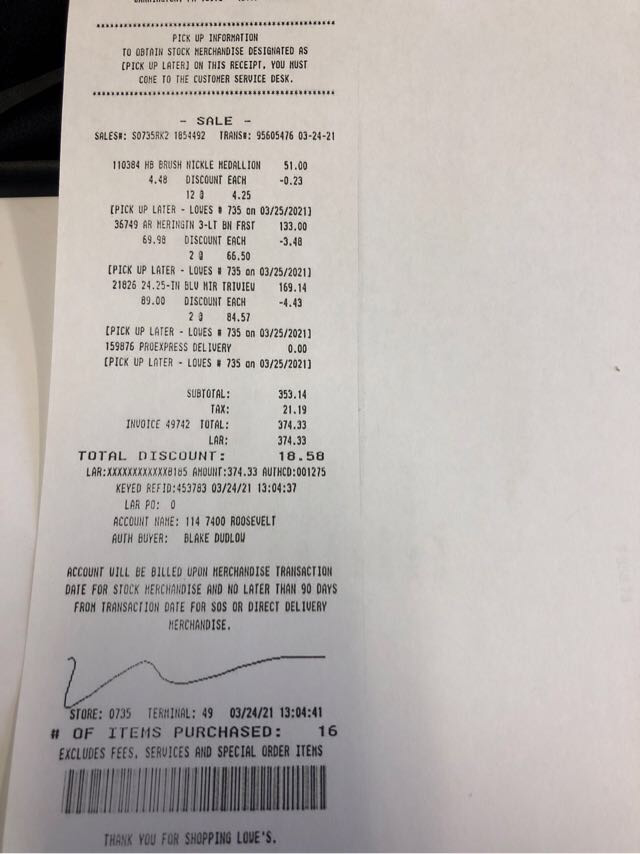 PICK UP INFORMATION
TO OBTAIN STOCK MERCHANDISE DESIGNATED AS
[PICK UP LATER] ON THIS RECEIPT, YOU MUST
COME TO THE CUSTOMER SERVICE DESK.
- SALE -
SALES#: S0735RK2 1854492 TRANS#: 95605476 03-24-21
110384 HB BRUSH NICKLE MEDALLION 51.00
4.48 DISCOUNT EACH -0.23
12 @ 4.25
[PICK UP LATER - LOWES # 735 on 03/25/2021]
36749 AR MERINGTN 3-LT BN FRST 133.00
69.98 DISCOUNT EACH -3.48
2 @ 66.50
[PICK UP LATER - LOWES # 735 on 03/25/2021]
21826 24.25-IN BLV MIR TRIVIEW 169.14
89.00 DISCOUNT EACH -4.43
2 @ 84.57
[PICK UP LATER - LOWES # 735 on 03/25/2021]
159876 PROEXPRESS DELIVERY 0.00
[PICK UP LATER - LOWES # 735 on 03/25/2021]
SUBTOTAL: 353.14
TAX: 21.19
INVOICE 49742 TOTAL: 374.33
LAR: 374.33
TOTAL DISCOUNT: 18.58
LAR:XXXXXXXXXXXX8185 AMOUNT:374.33 AUTHCD:001275
KEYED REFID:453783 03/24/21 13:04:37
LAR PO: 0
ACCOUNT NAME: 114 7400 ROOSEVELT
AUTH BUYER: BLAKE DUDLOW
ACCOUNT WILL BE BILLED UPON MERCHANDISE TRANSACTION
DATE FOR STOCK MERCHANDISE AND NO LATER THAN 90 DAYS
FROM TRANSACTION DATE FOR SOS OR DIRECT DELIVERY
MERCHANDISE.
STORE: 0735 TERMINAL: 49 03/24/21 13:04:41
# OF ITEMS PURCHASED: 16
EXCLUDES FEES, SERVICES AND SPECIAL ORDER ITEMS
THANK YOU FOR SHOPPING LOWE'S.